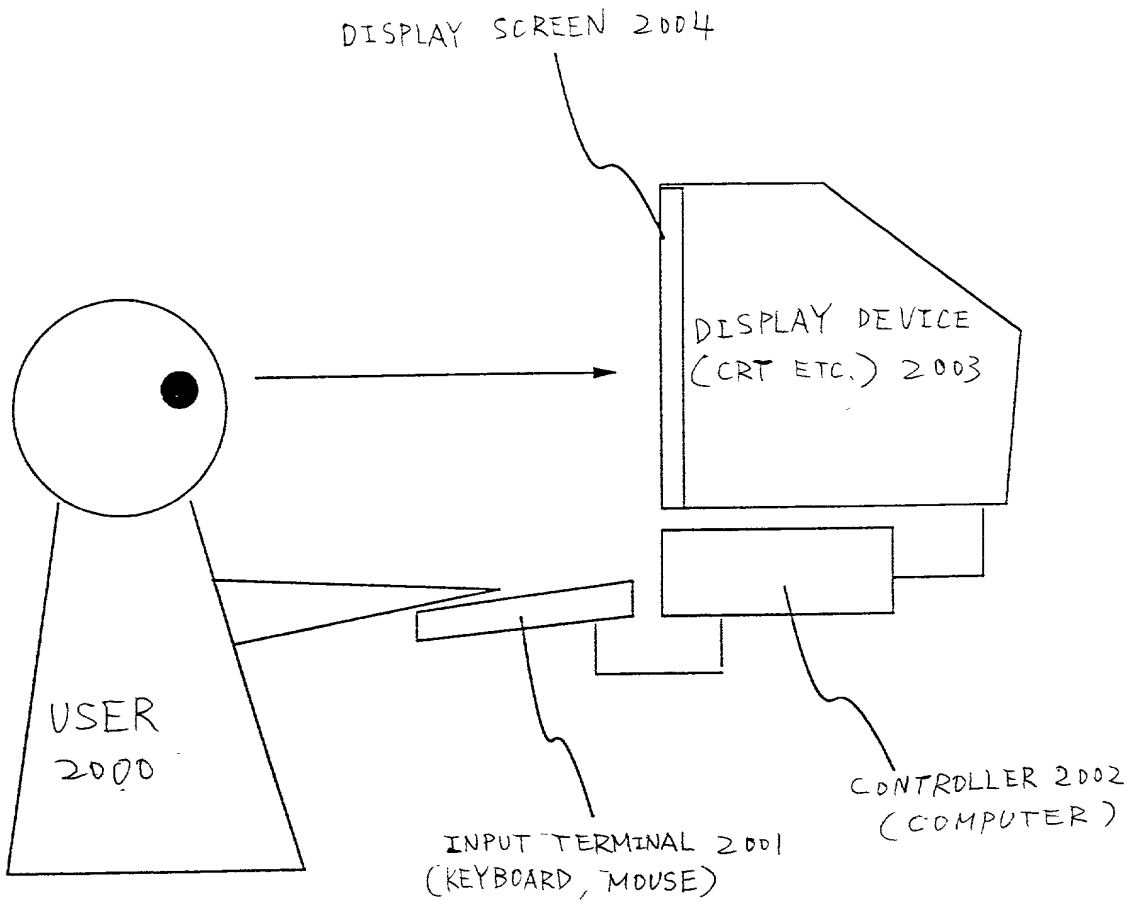 DISPLAY SCREEN 2004
DISPLAY DEVICE
(CRT ETC.) 2003
USER
2000
CONTROLLER 2002
(COMPUTER)
INPUT TERMINAL 2001
(KEYBOARD, MOUSE)